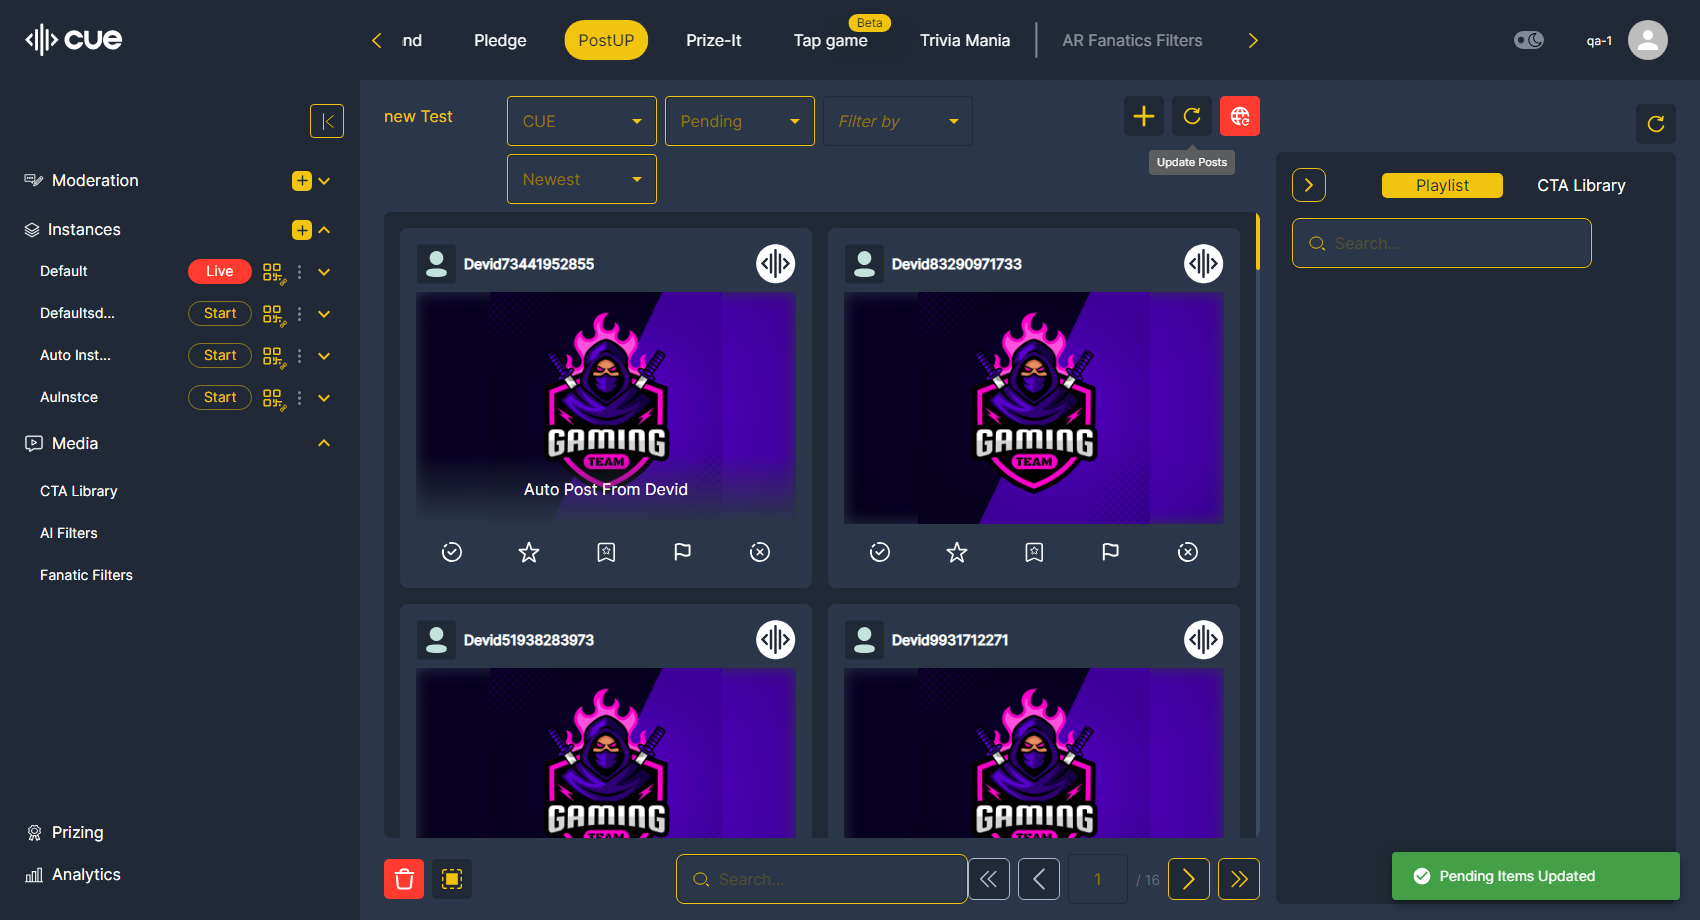 cue
nd
Pledge
PostUP
Prize-It
Tap game
Beta
Trivia Mania
AR Fanatics Filters
qa-1
Moderation
Instances
Default
Live
Defaultsd...
Start
Auto Inst...
Start
AuInstce
Start
Media
CTA Library
AI Filters
Fanatic Filters
Prizing
Analytics
new Test
CUE
Pending
Filter by
Newest
Update Posts
Devid73441952855
GAMING
TEAM
Auto Post From Devid
Devid83290971733
GAMING
TEAM
Devid51938283973
GAMING
TEAM
Devid9931712271
GAMING
TEAM
Search...
1
/ 16
Playlist
CTA Library
Search...
Pending Items Updated